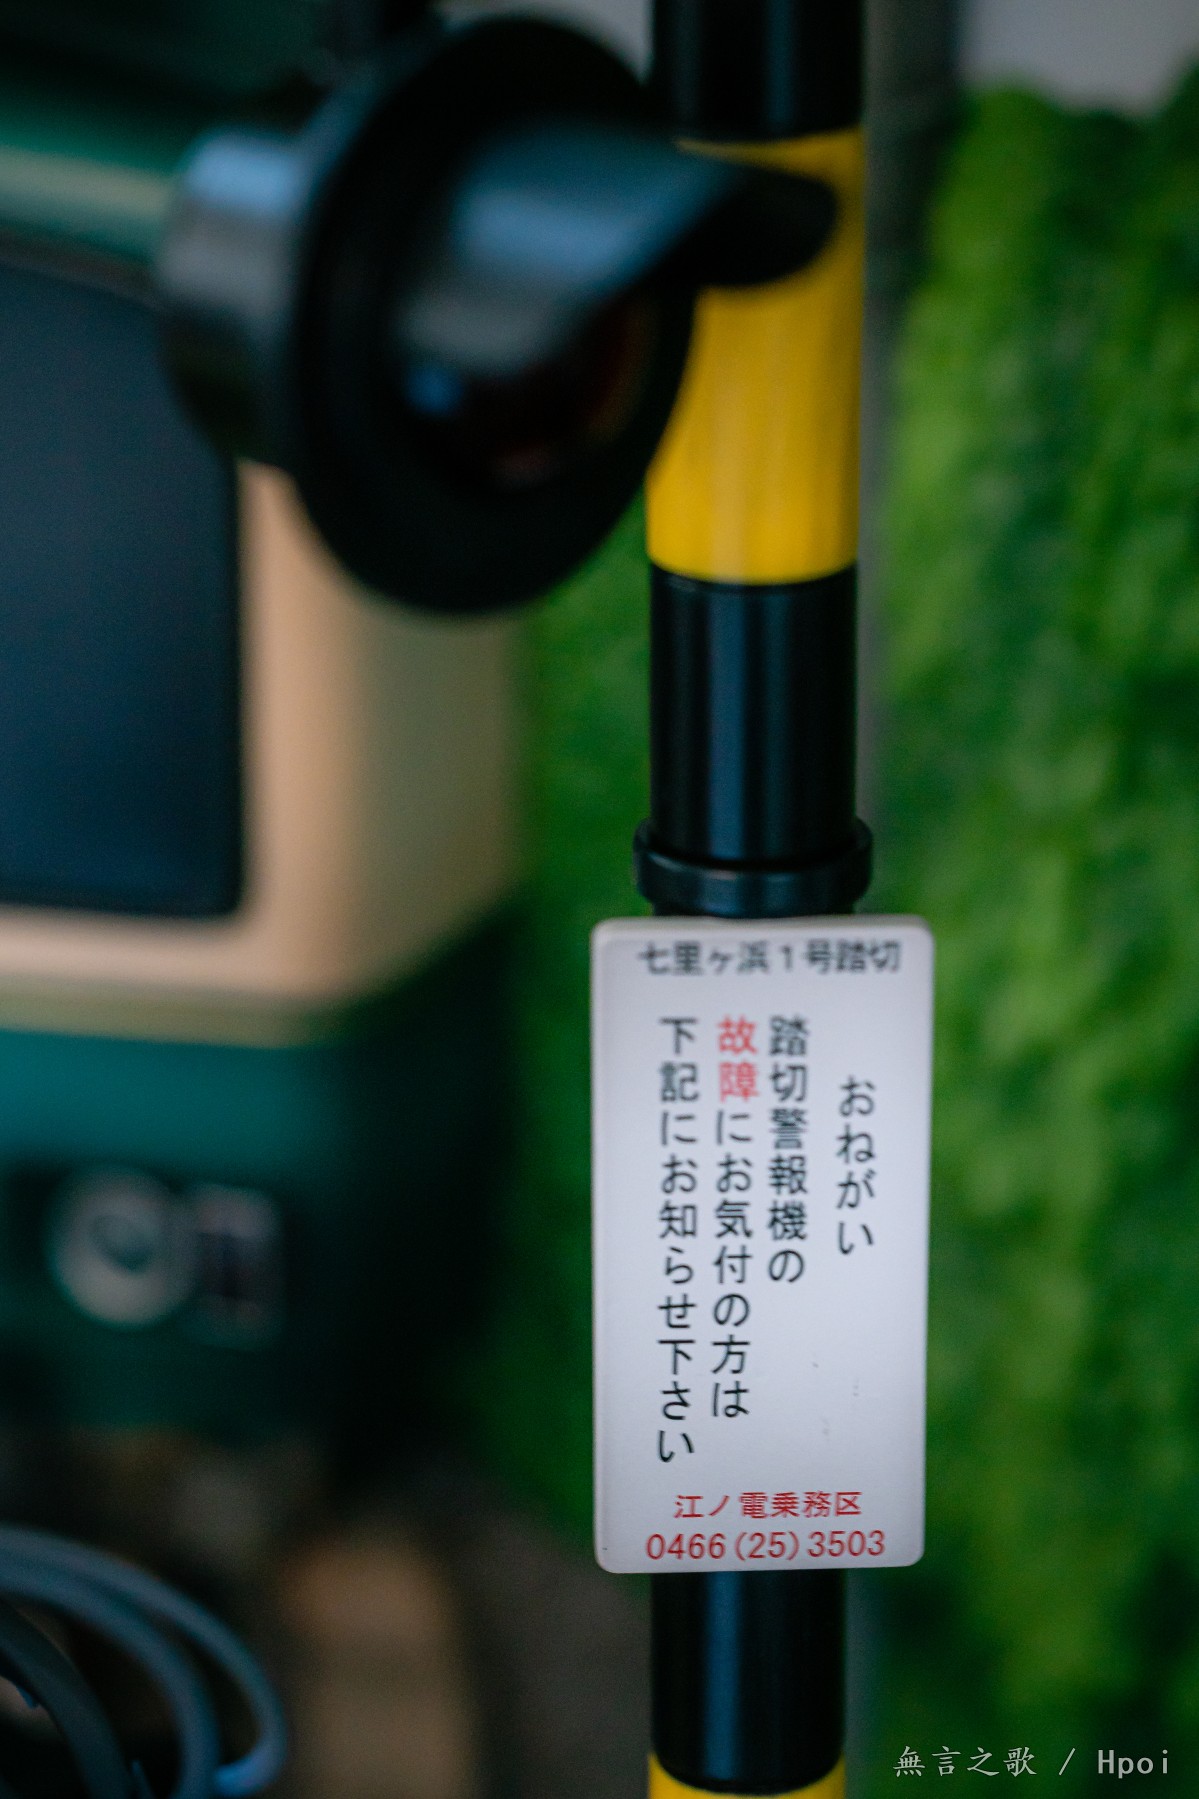 七里ヶ浜1号踏切
おねがい
踏切警報機の
故障にお気付の方は
下記にお知らせ下さい
江ノ電乗務区
0466(25)3503
無言之歌 / Hpoi